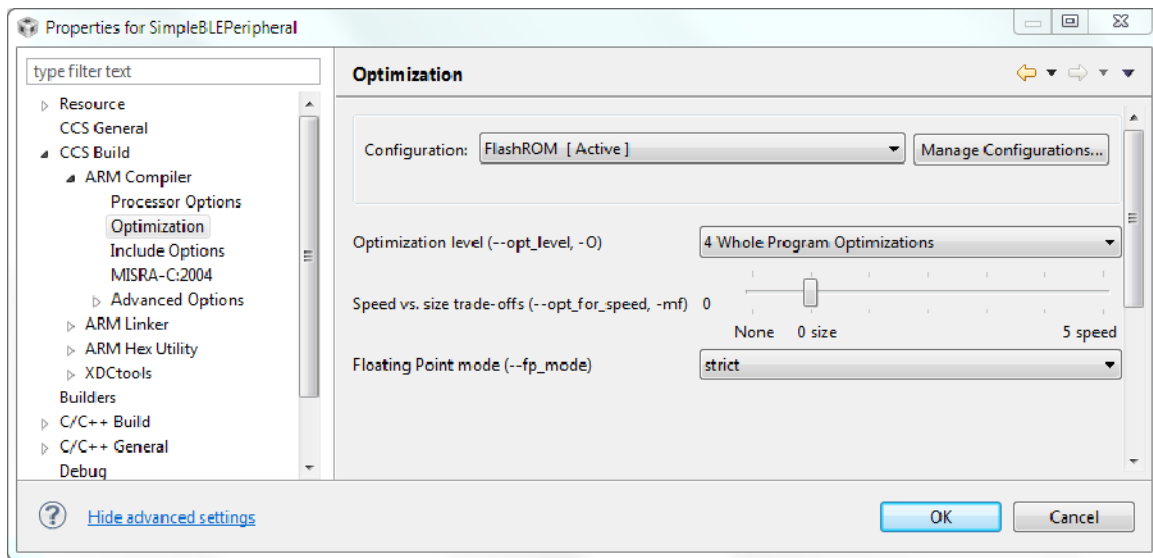 Properties for SimpleBLEPeripheral
type filter text
Resource
CCS General
CCS Build
ARM Compiler
Processor Options
Optimization
Include Options
MISRA-C:2004
Advanced Options
ARM Linker
ARM Hex Utility
XDCtools
Builders
C/C++ Build
C/C++ General
Debug
Optimization
Configuration: FlashROM [ Active ] Manage Configurations...
Optimization level (--opt_level, -O) 4 Whole Program Optimizations
Speed vs. size trade-offs (--opt_for_speed, -mf) 0
None 0 size 5 speed
Floating Point mode (--fp_mode) strict
? Hide advanced settings OK Cancel